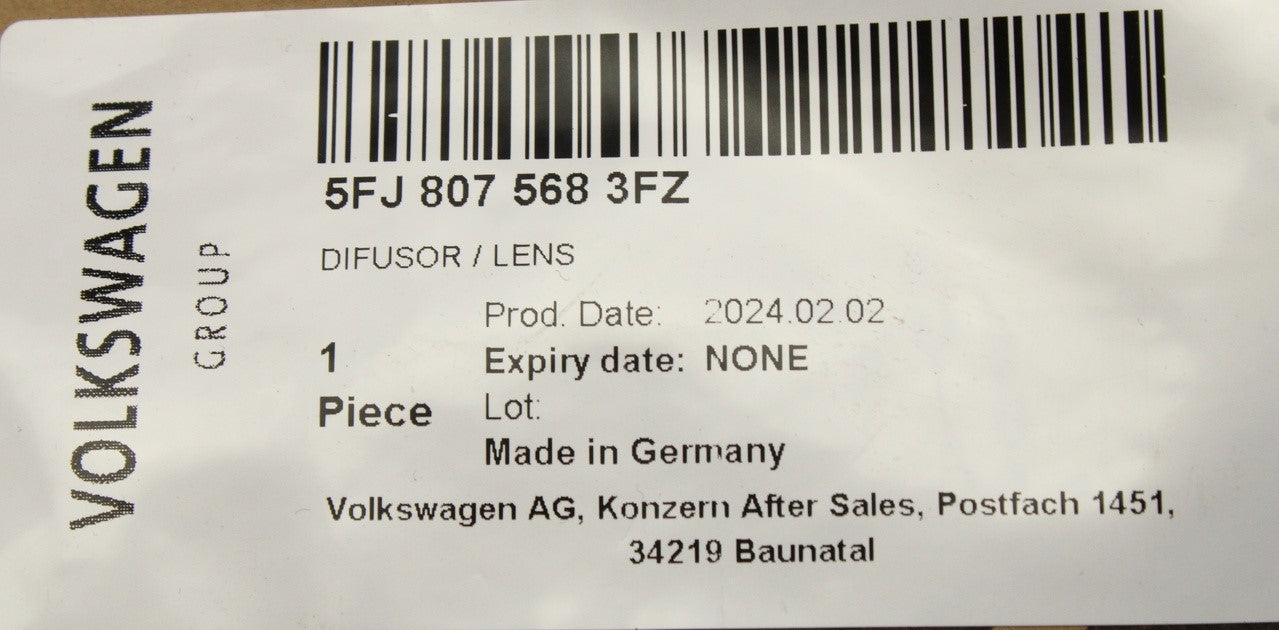 VOLKSWAGEN
GROUP
5FJ 807 568 3FZ
DIFUSOR / LENS
Prod. Date: 2024.02.02
1 Expiry date: NONE
Piece Lot:
Made in Germany
Volkswagen AG, Konzern After Sales, Postfach 1451,
34219 Baunatal